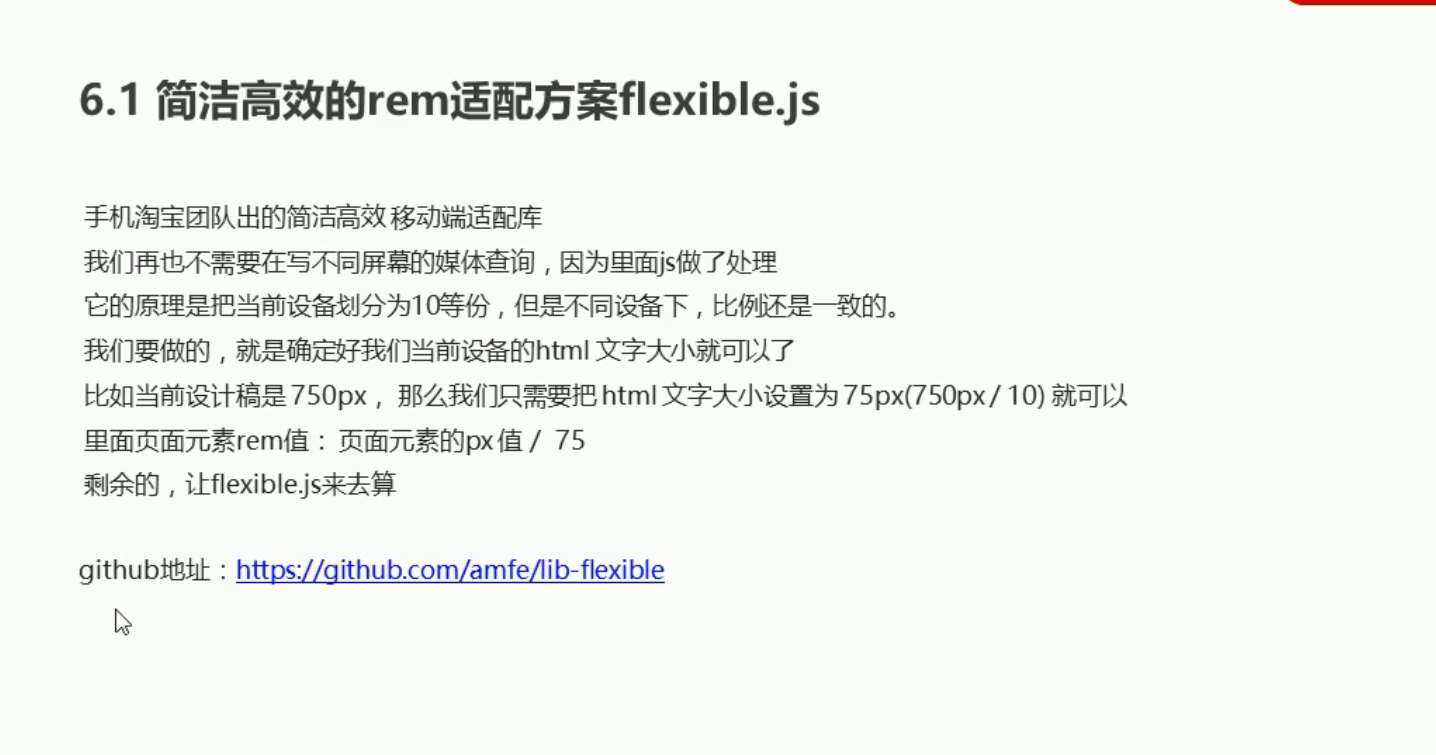 6.1 简洁高效的rem适配方案flexible.js
手机淘宝团队出的简洁高效 移动端适配库
我们再也不需要在写不同屏幕的媒体查询，因为里面js做了处理
它的原理是把当前设备划分为10等份，但是不同设备下，比例还是一致的。
我们要做的，就是确定好我们当前设备的html 文字大小就可以了
比如当前设计稿是 750px， 那么我们只需要把 html 文字大小设置为 75px(750px / 10) 就可以
里面页面元素rem值： 页面元素的px 值 / 75
剩余的，让flexible.js来去算
github地址：https://github.com/amfe/lib-flexible